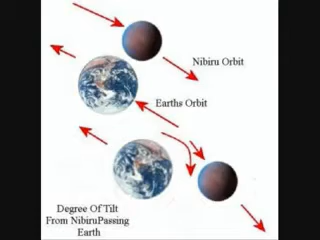 Nibiru Orbit
Earths Orbit
Degree Of Tilt
From NibiruPassing
Earth